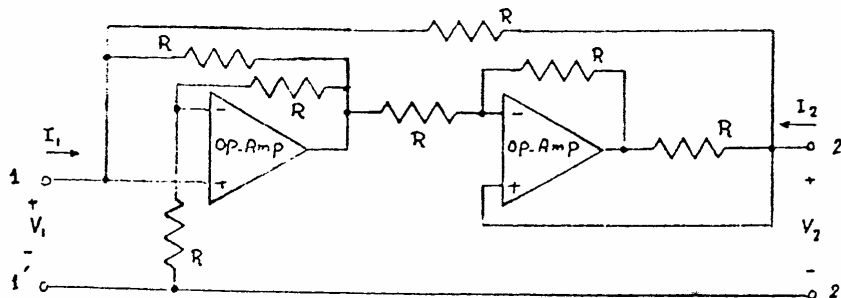 R
R
R
R
R
I₁
I₂
-
Op-Amp
-
Op-Amp
R
1
+
+
2
+
V₁
-
R
+
V₂
-
1'
2